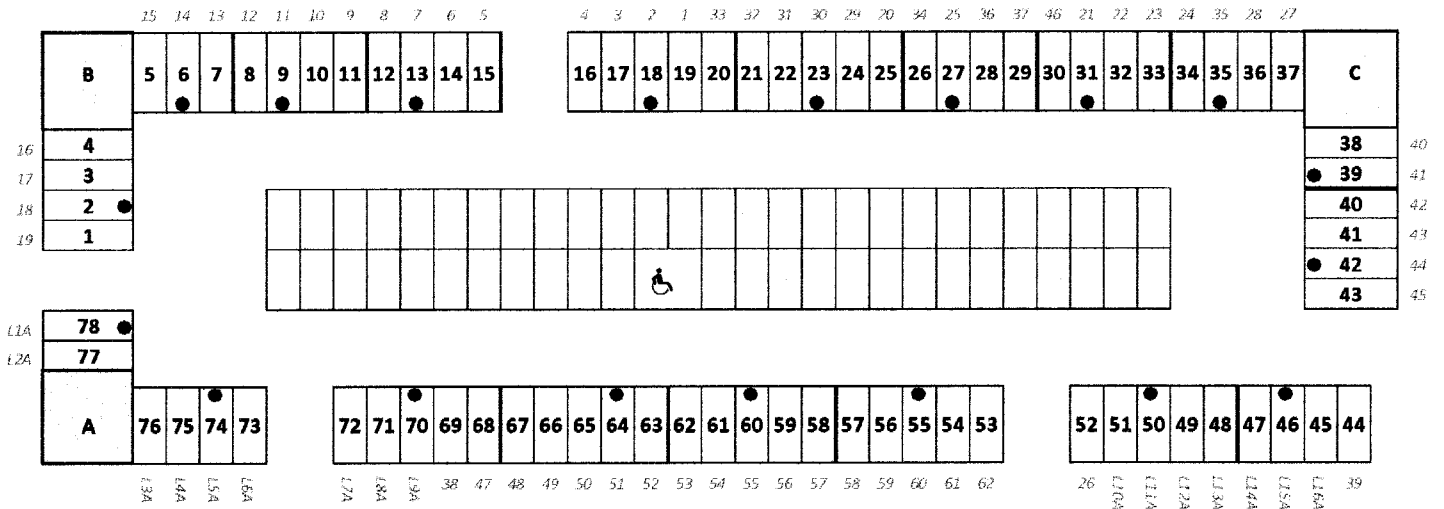 15 14 13 12 11 10 9 8 7 6 5 4 3 2 1 33 32 31 30 29 20 34 25 36 37 46 21 22 23 24 35 28 27
B 5 6 7 8 9 10 11 12 13 14 15 16 17 18 19 20 21 22 23 24 25 26 27 28 29 30 31 32 33 34 35 36 37 C
16 4 38 40
17 3 39 41
18 2 40 42
19 1 41 43
42 44
43 45
L1A 78
L2A 77
A 76 75 74 73 72 71 70 69 68 67 66 65 64 63 62 61 60 59 58 57 56 55 54 53 52 51 50 49 48 47 46 45 44
L3A L4A L5A L6A L7A L8A L9A 38 47 48 49 50 51 52 53 54 55 56 57 58 59 60 61 62 26 L10A L11A L12A L13A L14A L15A L16A 39